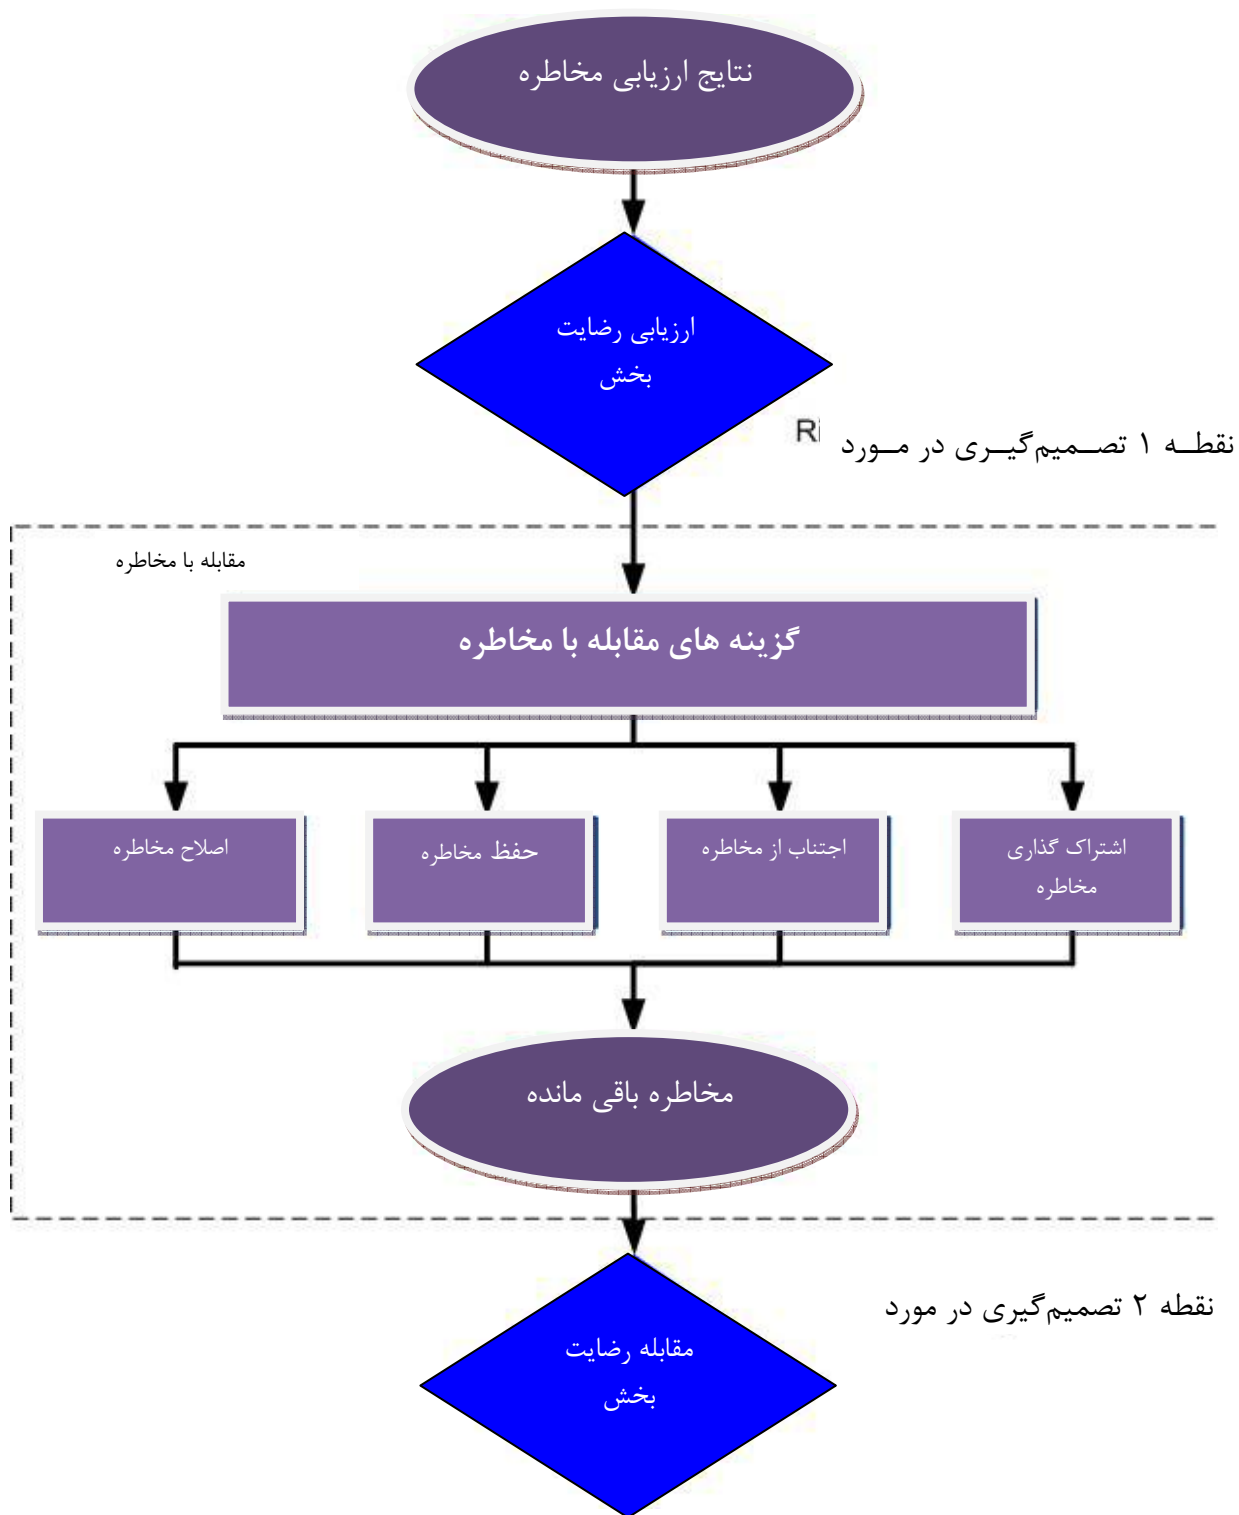 نتایج ارزیابی مخاطره
ارزیابی رضایت
بخش
نقطـه ۱ تصـمیم‌گیـری در مـورد
Ri
مقابله با مخاطره
گزینه های مقابله با مخاطره
اشتراک گذاری
مخاطره
اجتناب از مخاطره
حفظ مخاطره
اصلاح مخاطره
مخاطره باقی مانده
نقطه ۲ تصمیم‌گیری در مورد
مقابله رضایت
بخش